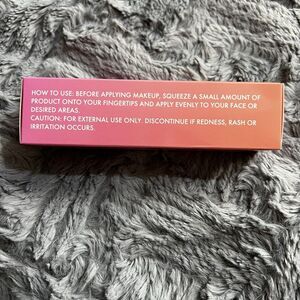 HOW TO USE: BEFORE APPLYING MAKEUP, SQUEEZE A SMALL AMOUNT OF
PRODUCT ONTO YOUR FINGERTIPS AND APPLY EVENLY TO YOUR FACE OR
DESIRED AREAS.
CAUTION: FOR EXTERNAL USE ONLY. DISCONTINUE IF REDNESS, RASH OR
IRRITATION OCCURS.